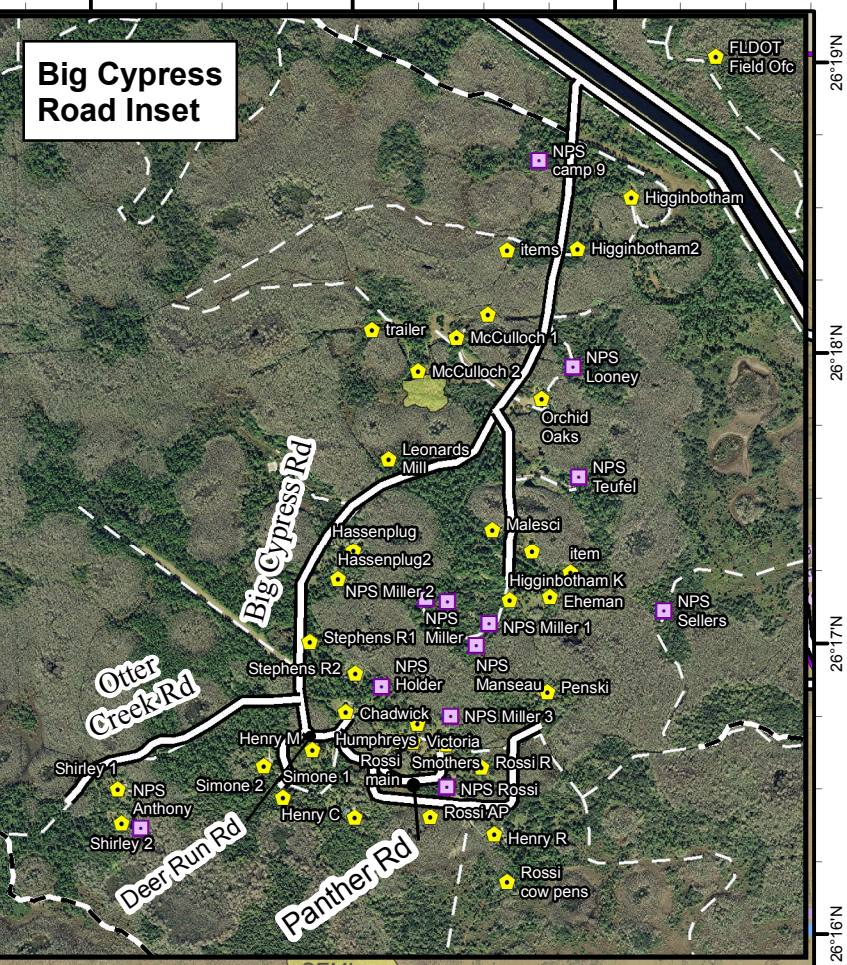 Big Cypress
Road Inset
FLDOT
Field Ofc
26°19'N
NPS
camp 9
Higginbotham
items
Higginbotham2
trailer
McCulloch 1
26°18'N
NPS
Looney
McCulloch 2
Orchid
Oaks
Leonards
Mill
NPS
Teufel
Big Cypress Rd
Hassenplug
Malesci
Hassenplug2
item
NPS Miller 2
Higginbotham K
Eheman
NPS
Miller
NPS Miller 1
NPS
Sellers
Stephens R1
26°17'N
Stephens R2
NPS
Holder
NPS
Manseau
Penski
Otter
Creek Rd
Chadwick
NPS Miller 3
Henry M
Humphreys
Victoria
Shirley 1
Simone 2
Simone 1
Rossi
main
Smothers
Rossi R
NPS
Anthony
NPS Rossi
Henry C
Rossi AP
Shirley 2
Henry R
Deer Run Rd
Panther Rd
Rossi
cow pens
26°16'N